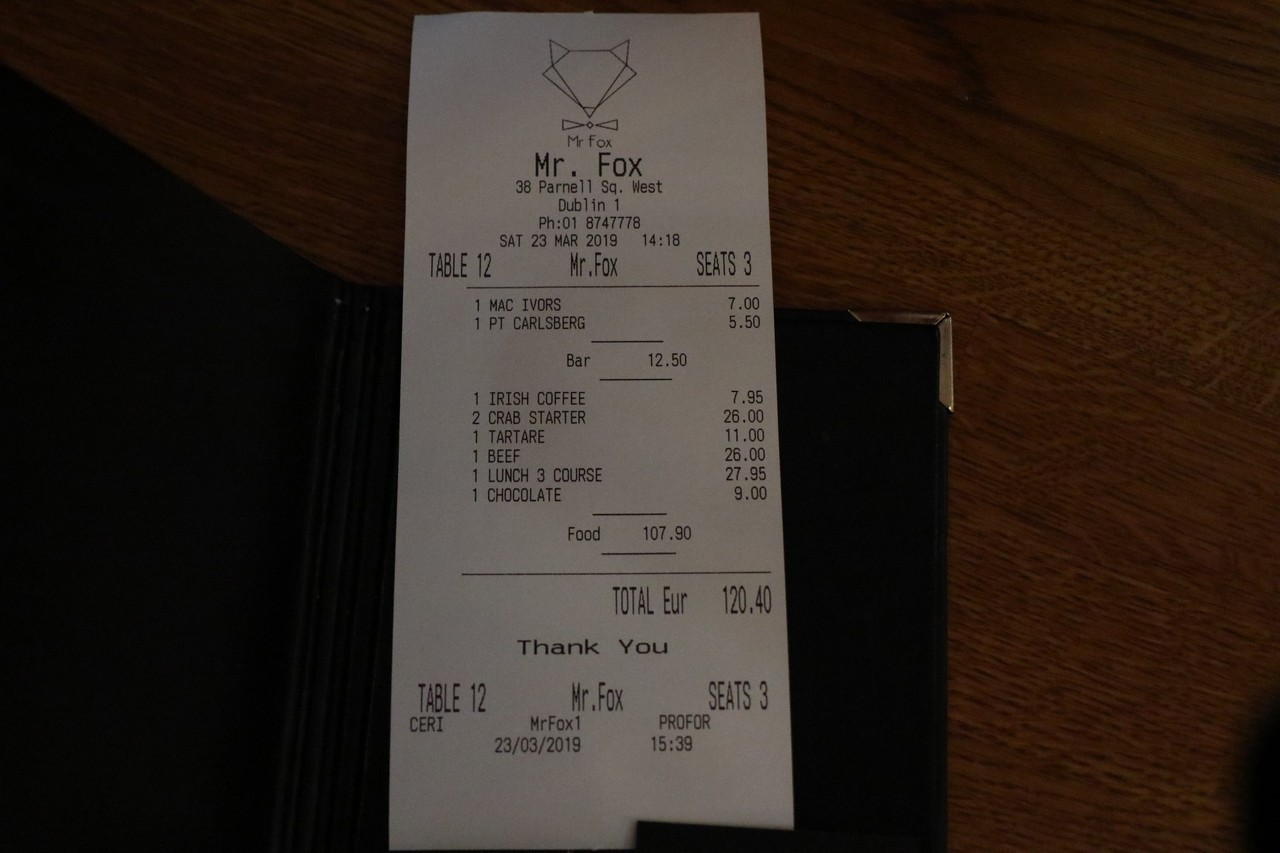 Mr Fox
Mr. Fox
38 Parnell Sq. West
Dublin 1
Ph:01 8747778
SAT 23 MAR 2019 14:18
TABLE 12 Mr.Fox SEATS 3
1 MAC IVORS 7.00
1 PT CARLSBERG 5.50
Bar 12.50
1 IRISH COFFEE 7.95
2 CRAB STARTER 26.00
1 TARTARE 11.00
1 BEEF 26.00
1 LUNCH 3 COURSE 27.95
1 CHOCOLATE 9.00
Food 107.90
TOTAL Eur 120.40
Thank You
TABLE 12 Mr.Fox SEATS 3
CERI MrFox1 PROFOR
23/03/2019 15:39